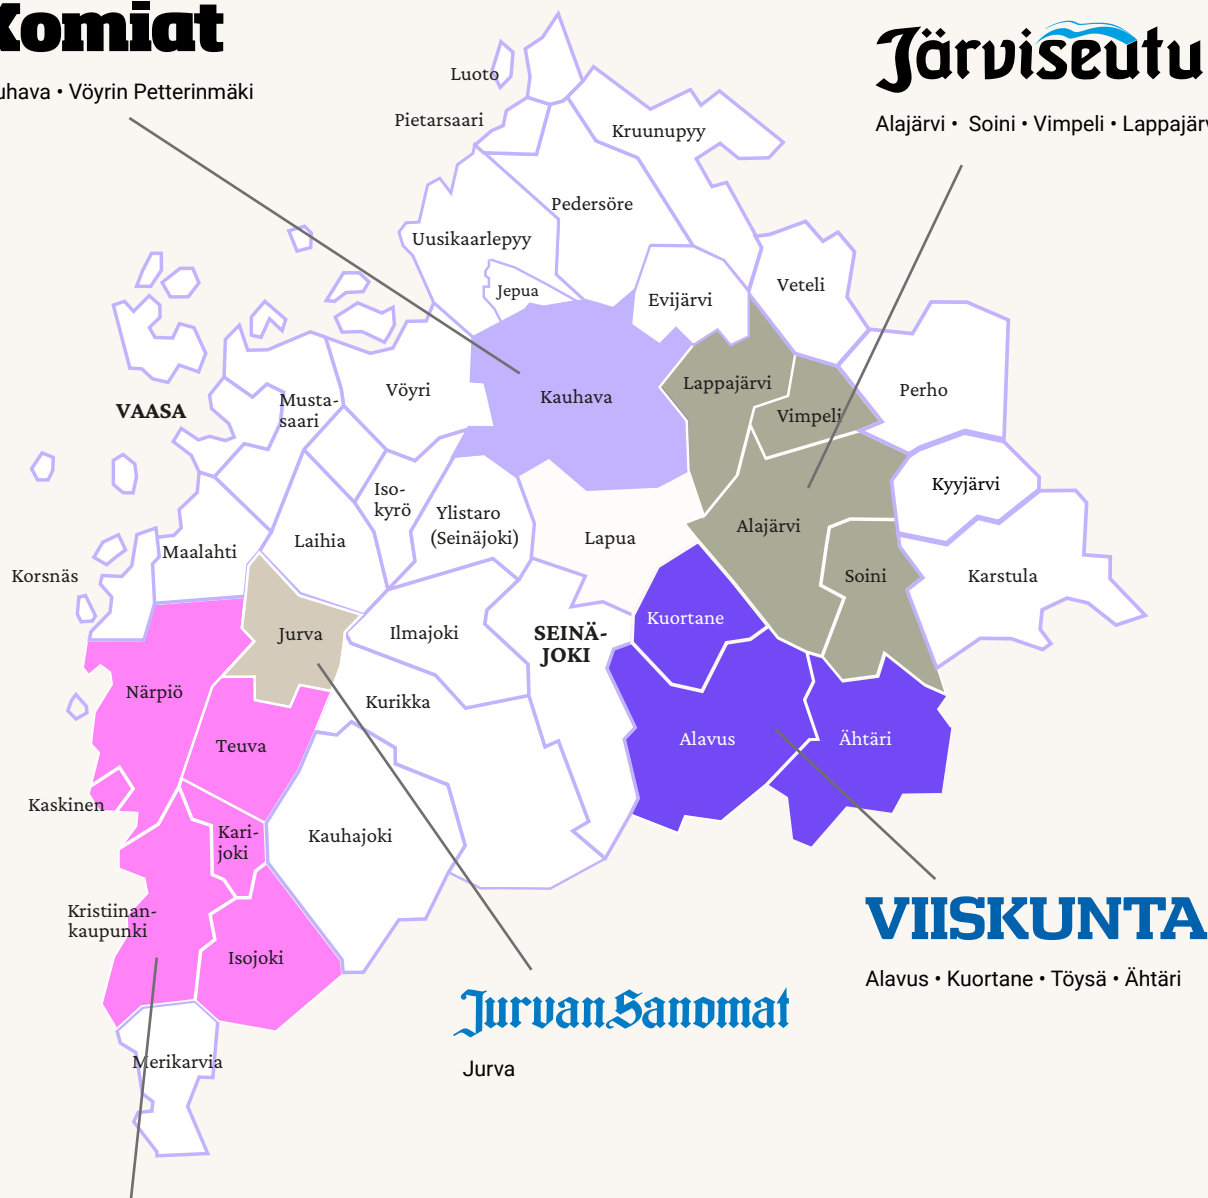 Komiat
uhava • Vöyrin Petterinmäki
Järviseutu
Alajärvi • Soini • Vimpeli • Lappajärv
Luoto
Pietarsaari
Kruunupyy
Pedersöre
Uusikaarlepyy
Jepua
Evijärvi
Veteli
VAASA
Musta-
saari
Vöyri
Kauhava
Lappajärvi
Vimpeli
Perho
Kyyjärvi
Iso-
kyrö
Ylistaro
(Seinäjoki)
Lapua
Alajärvi
Maalahti
Laihia
Korsnäs
Soini
Karstula
Jurva
Ilmajoki
SEINÄ-
JOKI
Kuortane
Närpiö
Kurikka
Teuva
Alavus
Ähtäri
Kaskinen
Kari-
joki
Kauhajoki
Kristiinan-
kaupunki
Isojoki
VIISKUNTA
Alavus • Kuortane • Töysä • Ähtäri
Jurvan Sanomat
Jurva
Merikarvia